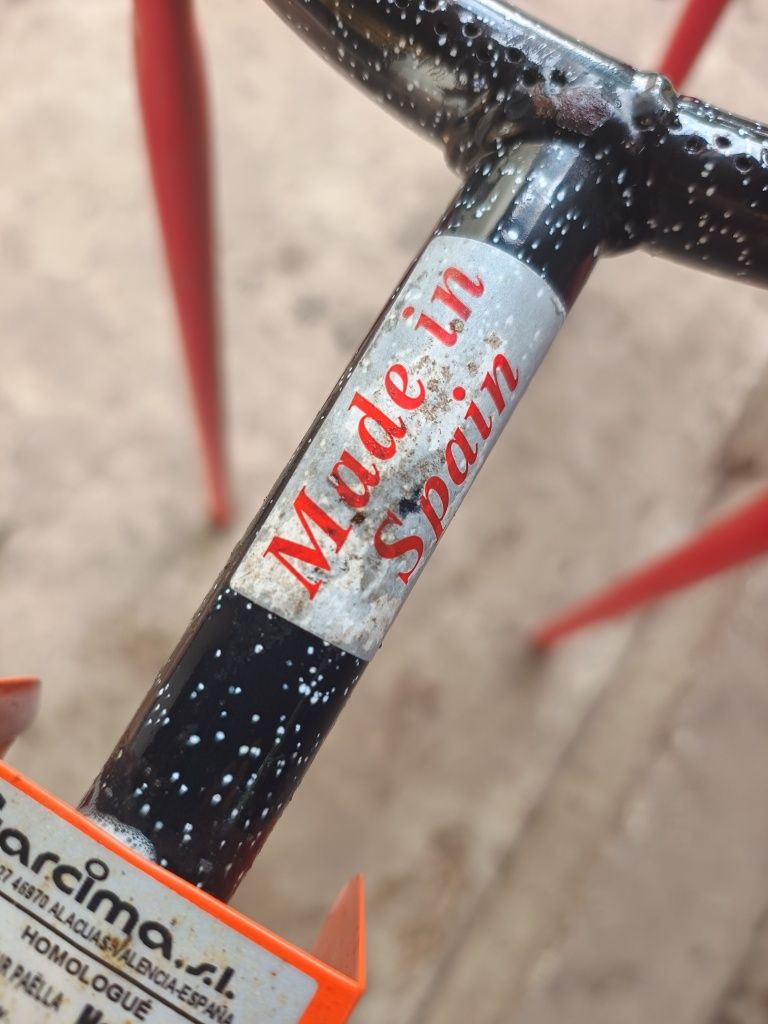 Made in
Spain
arcima.s.l.
46970 ALACUAS-VALENCIA-ESPAÑA
HOMOLOGUÉ
PAËLLA